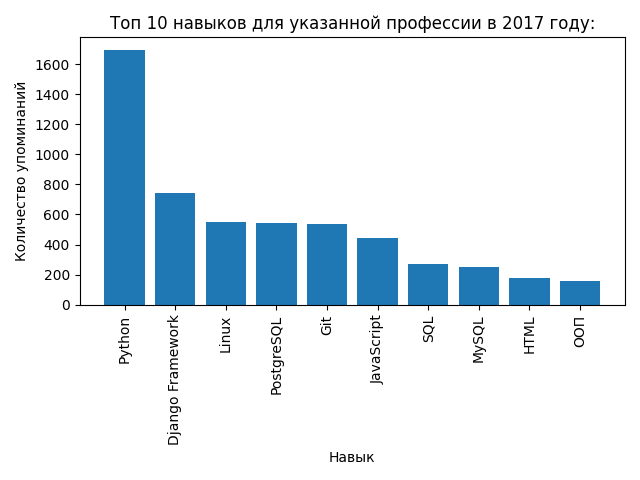 Топ 10 навыков для указанной профессии в 2017 году:
Количество упоминаний
1600
1400
1200
1000
800
600
400
200
0
Python
Django Framework
Linux
PostgreSQL
Git
JavaScript
SQL
MySQL
HTML
ООП
Навык